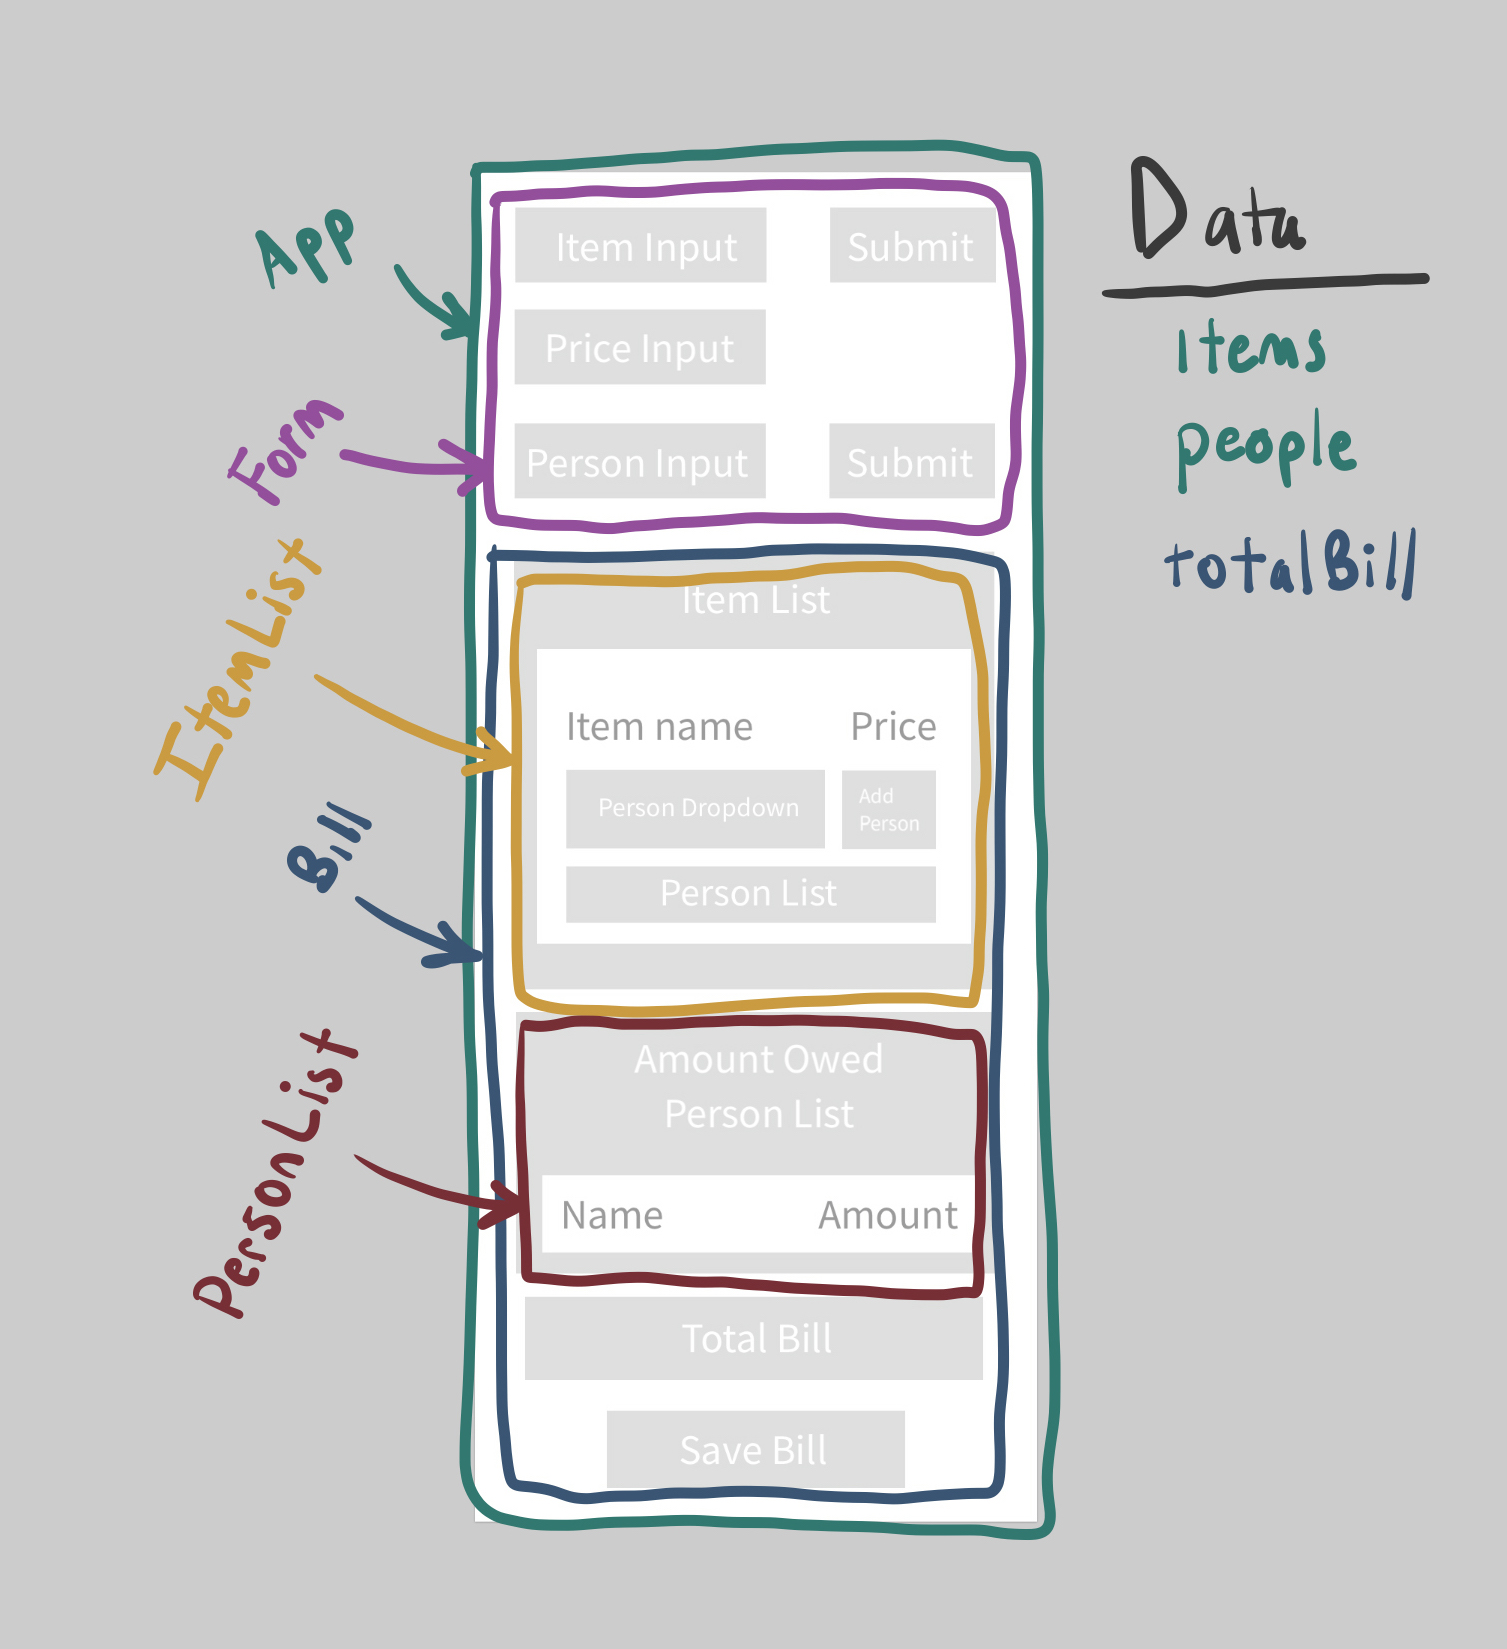 App
Form
ItemList
Bill
PersonList
Item Input Submit
Price Input
Person Input Submit
Item List
Item name Price
Person Dropdown Add
Person
Person List
Amount Owed
Person List
Name Amount
Total Bill
Save Bill
Data
Items
people
totalBill